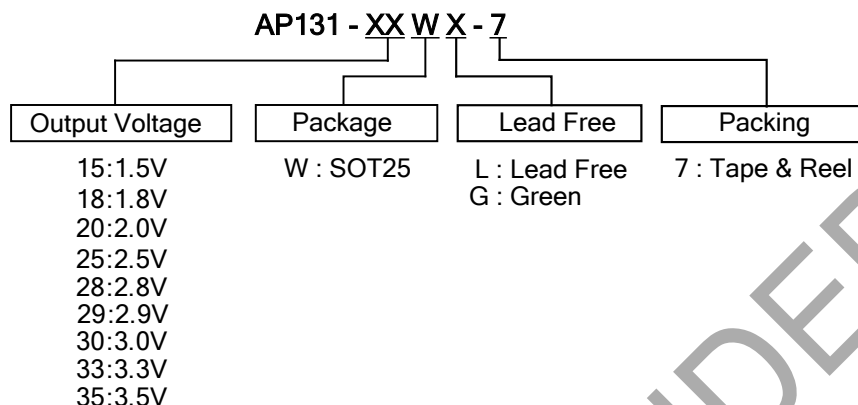 AP131 - XX W X - 7
Output Voltage
15:1.5V
18:1.8V
20:2.0V
25:2.5V
28:2.8V
29:2.9V
30:3.0V
33:3.3V
35:3.5V
Package
W : SOT25
Lead Free
L : Lead Free
G : Green
Packing
7 : Tape & Reel